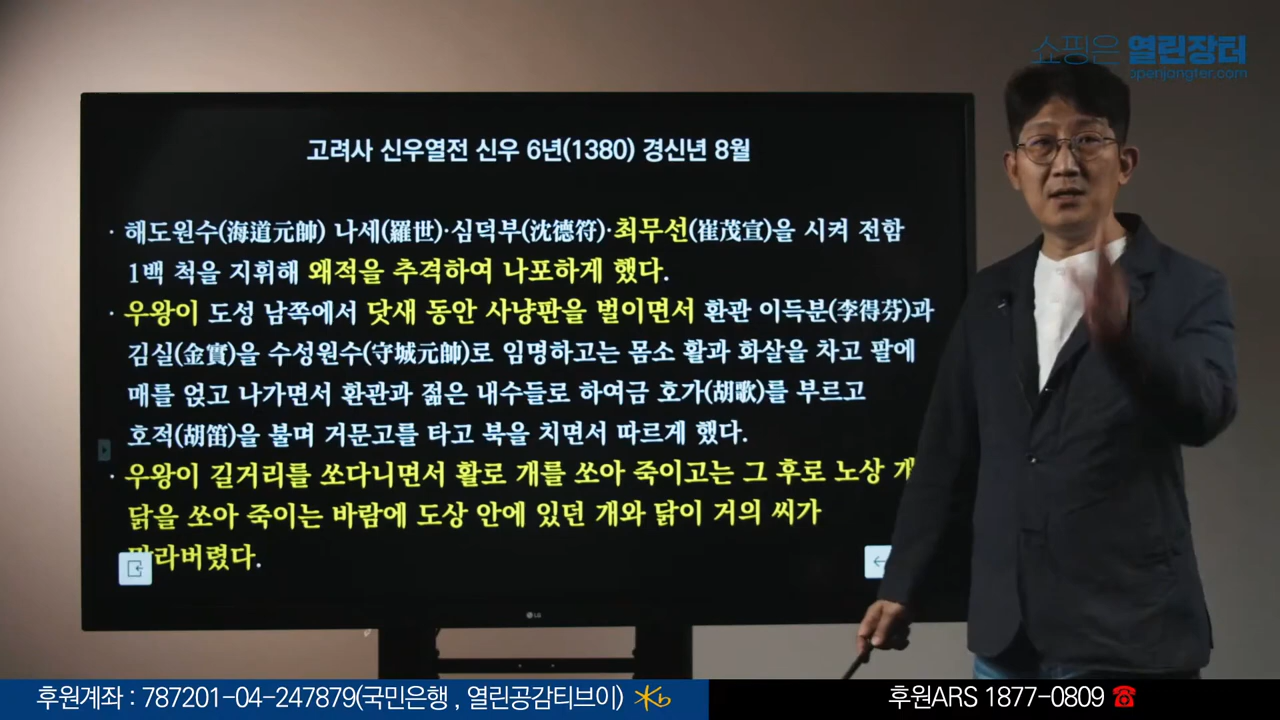 쇼핑은 열린장터
openjangter.com
고려사 신우열전 신우 6년(1380) 경신년 8월
· 해도원수(海道元帥) 나세(羅世)·심덕부(沈德符)·최무선(崔茂宣)을 시켜 전함
1백 척을 지휘해 왜적을 추격하여 나포하게 했다.
· 우왕이 도성 남쪽에서 닷새 동안 사냥판을 벌이면서 환관 이득분(李得芬)과
김실(金實)을 수성원수(守城元帥)로 임명하고는 몸소 활과 화살을 차고 팔에
매를 얹고 나가면서 환관과 젊은 내수들로 하여금 호가(胡歌)를 부르고
호적(胡笛)을 불며 거문고를 타고 북을 치면서 따르게 했다.
· 우왕이 길거리를 쏘다니면서 활로 개를 쏘아 죽이고는 그 후로 노상
닭을 쏘아 죽이는 바람에 도상 안에 있던 개와 닭이 거의 씨가
말라버렸다.
LG
후원계좌 : 787201-04-247879(국민은행 , 열린공감티브이) b
후원ARS 1877-0809